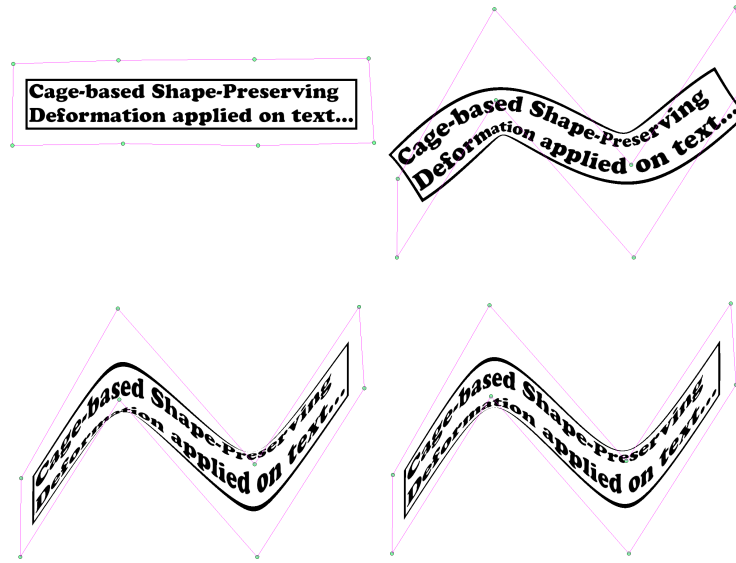 Cage-based Shape-Preserving
Deformation applied on text...
Cage-based Shape-Preserving
Deformation applied on text...
Cage-based Shape-Preserving
Deformation applied on text...
Cage-based Shape-Preserving
Deformation applied on text...